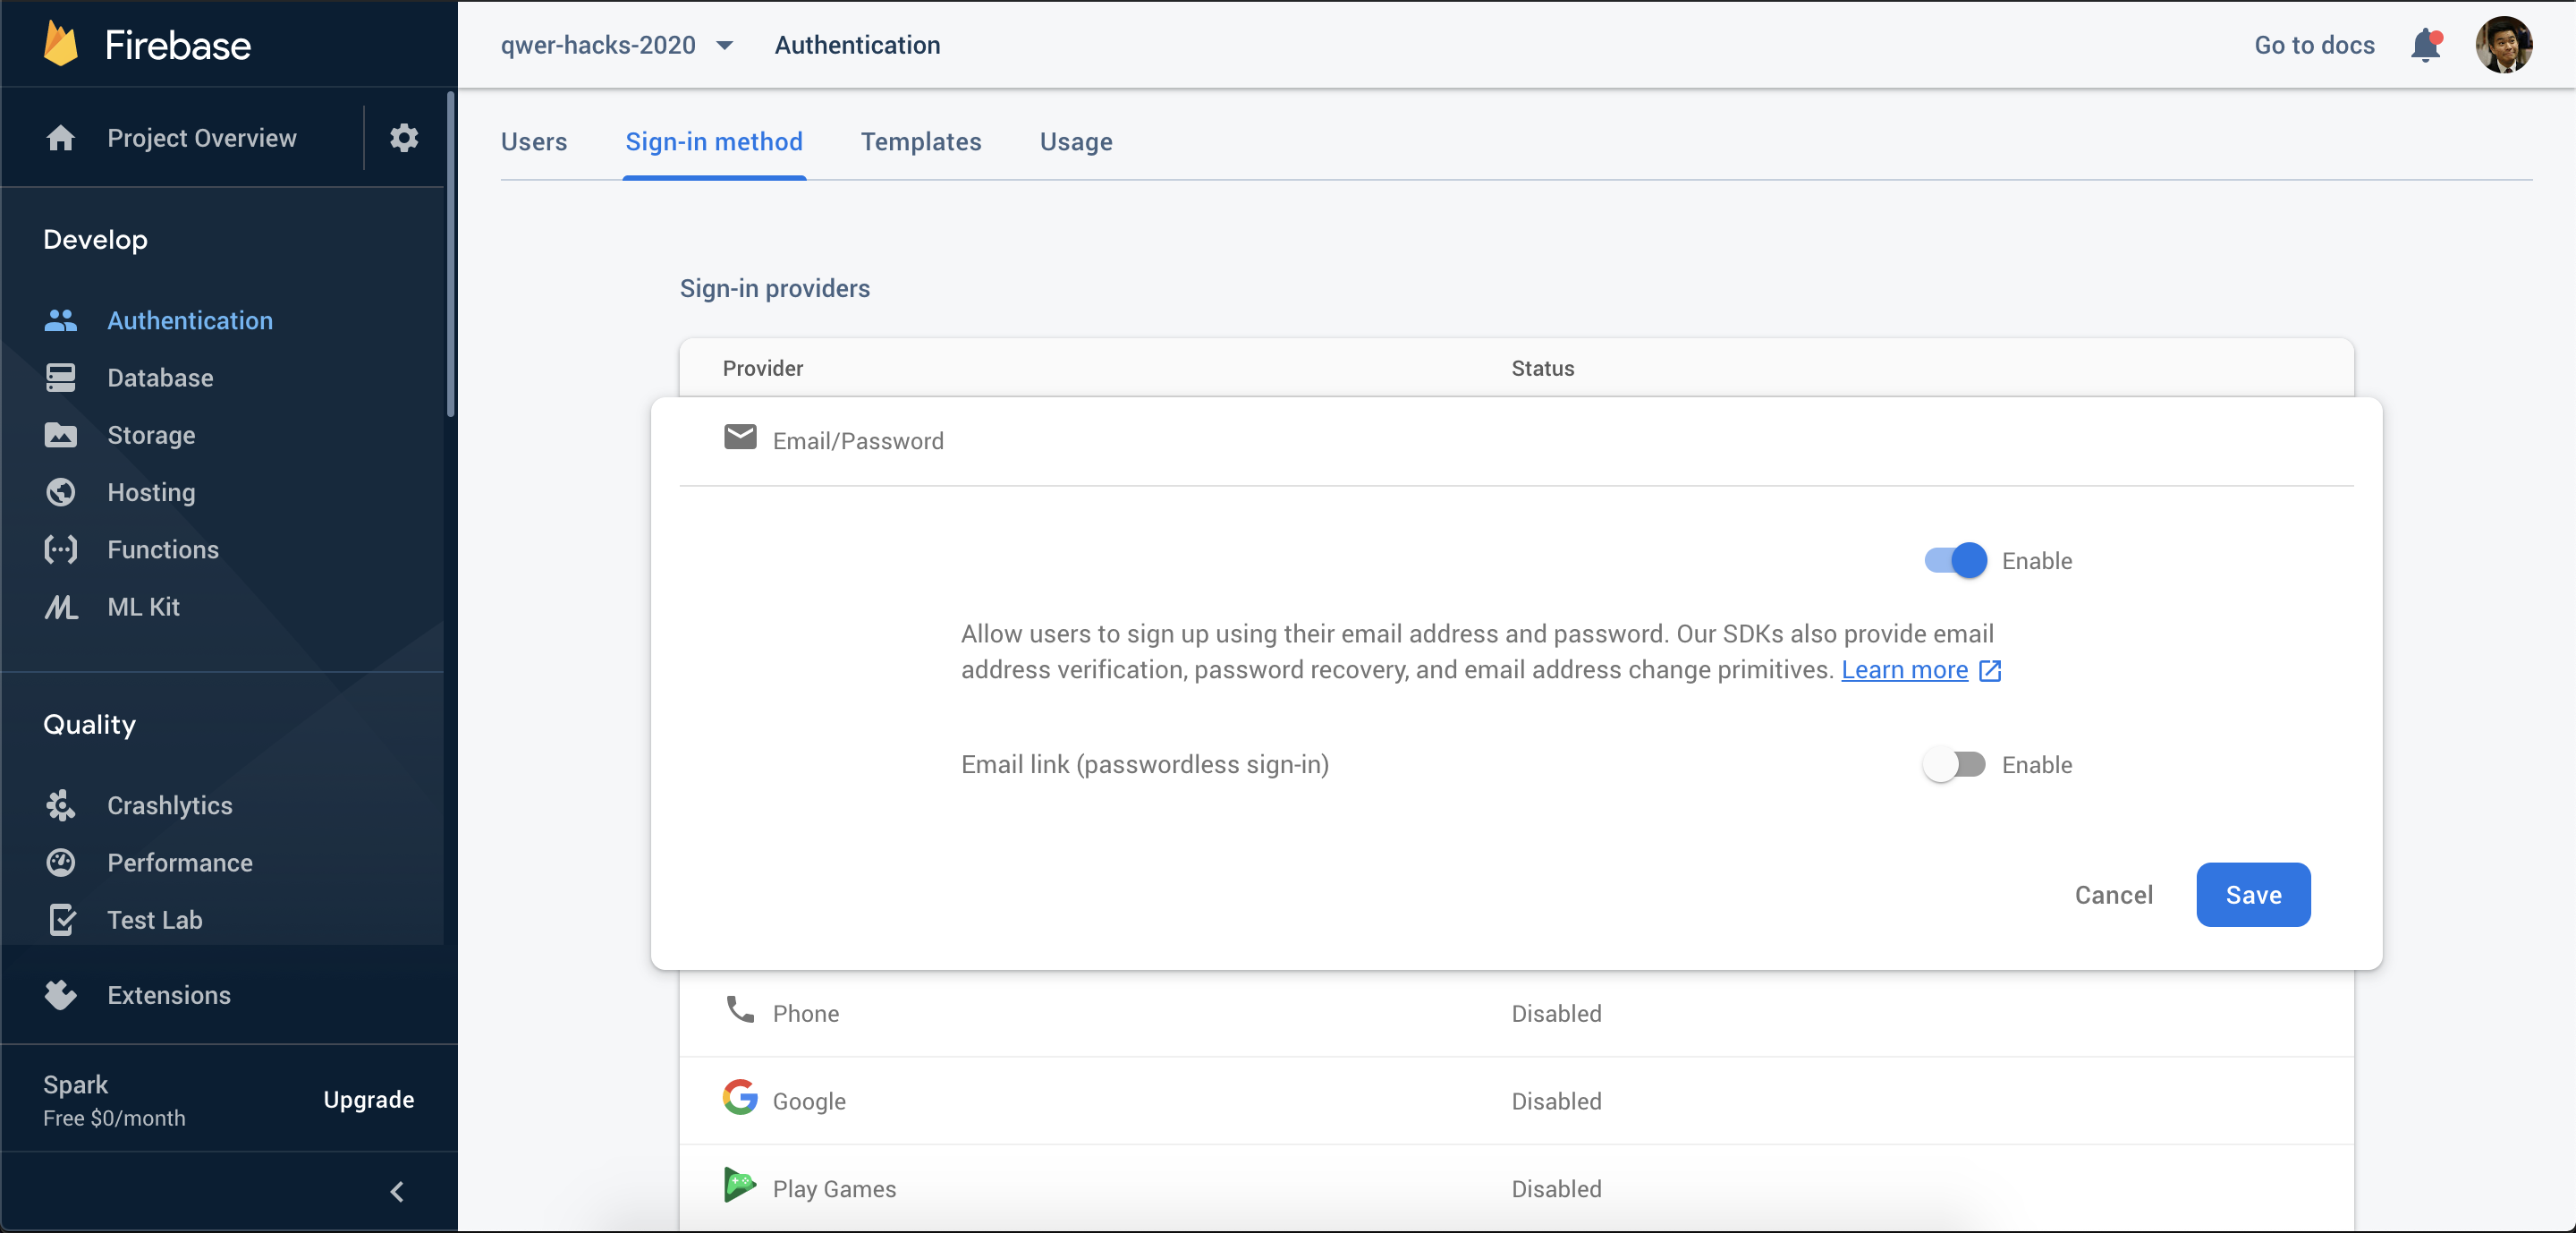 Firebase
Project Overview
Develop
Authentication
Database
Storage
Hosting
Functions
ML Kit
Quality
Crashlytics
Performance
Test Lab
Extensions
Spark
Free $0/month
Upgrade
qwer-hacks-2020
Authentication
Go to docs
Users
Sign-in method
Templates
Usage
Sign-in providers
Provider
Status
Email/Password
Enable
Allow users to sign up using their email address and password. Our SDKs also provide email
address verification, password recovery, and email address change primitives. Learn more
Email link (passwordless sign-in)
Enable
Cancel
Save
Phone
Disabled
Google
Disabled
Play Games
Disabled